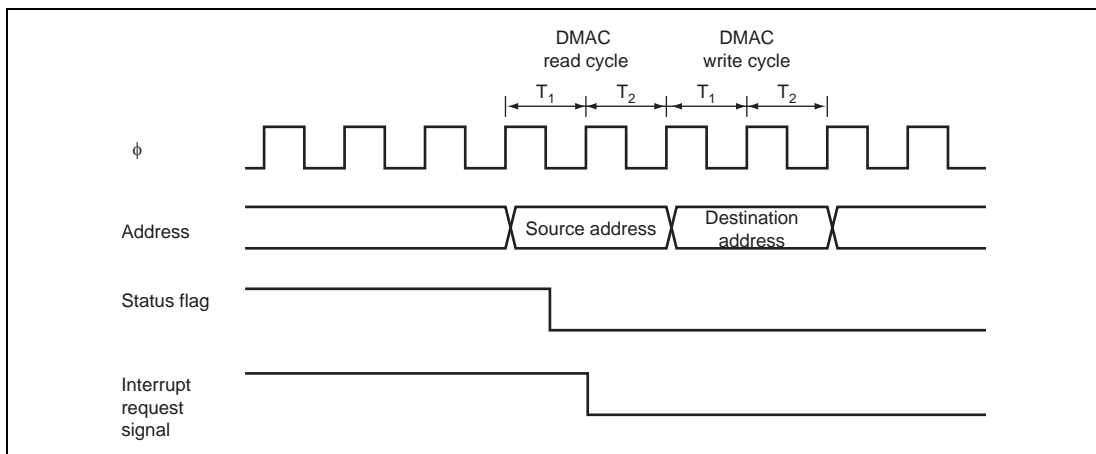 DMAC
read cycle
DMAC
write cycle
T1
T2
T1
T2
ϕ
Address
Source address
Destination
address
Status flag
Interrupt
request
signal